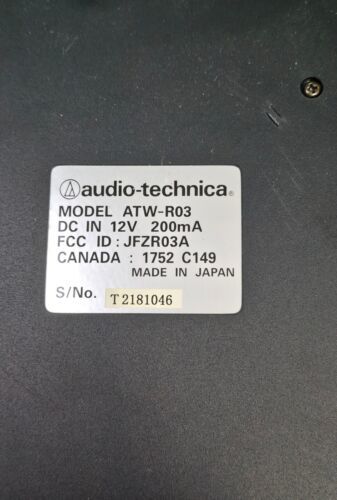 audio-technica®
MODEL ATW-R03
DC IN 12V 200mA
FCC ID : JFZR03A
CANADA : 1752 C149
MADE IN JAPAN
S/No. T2181046